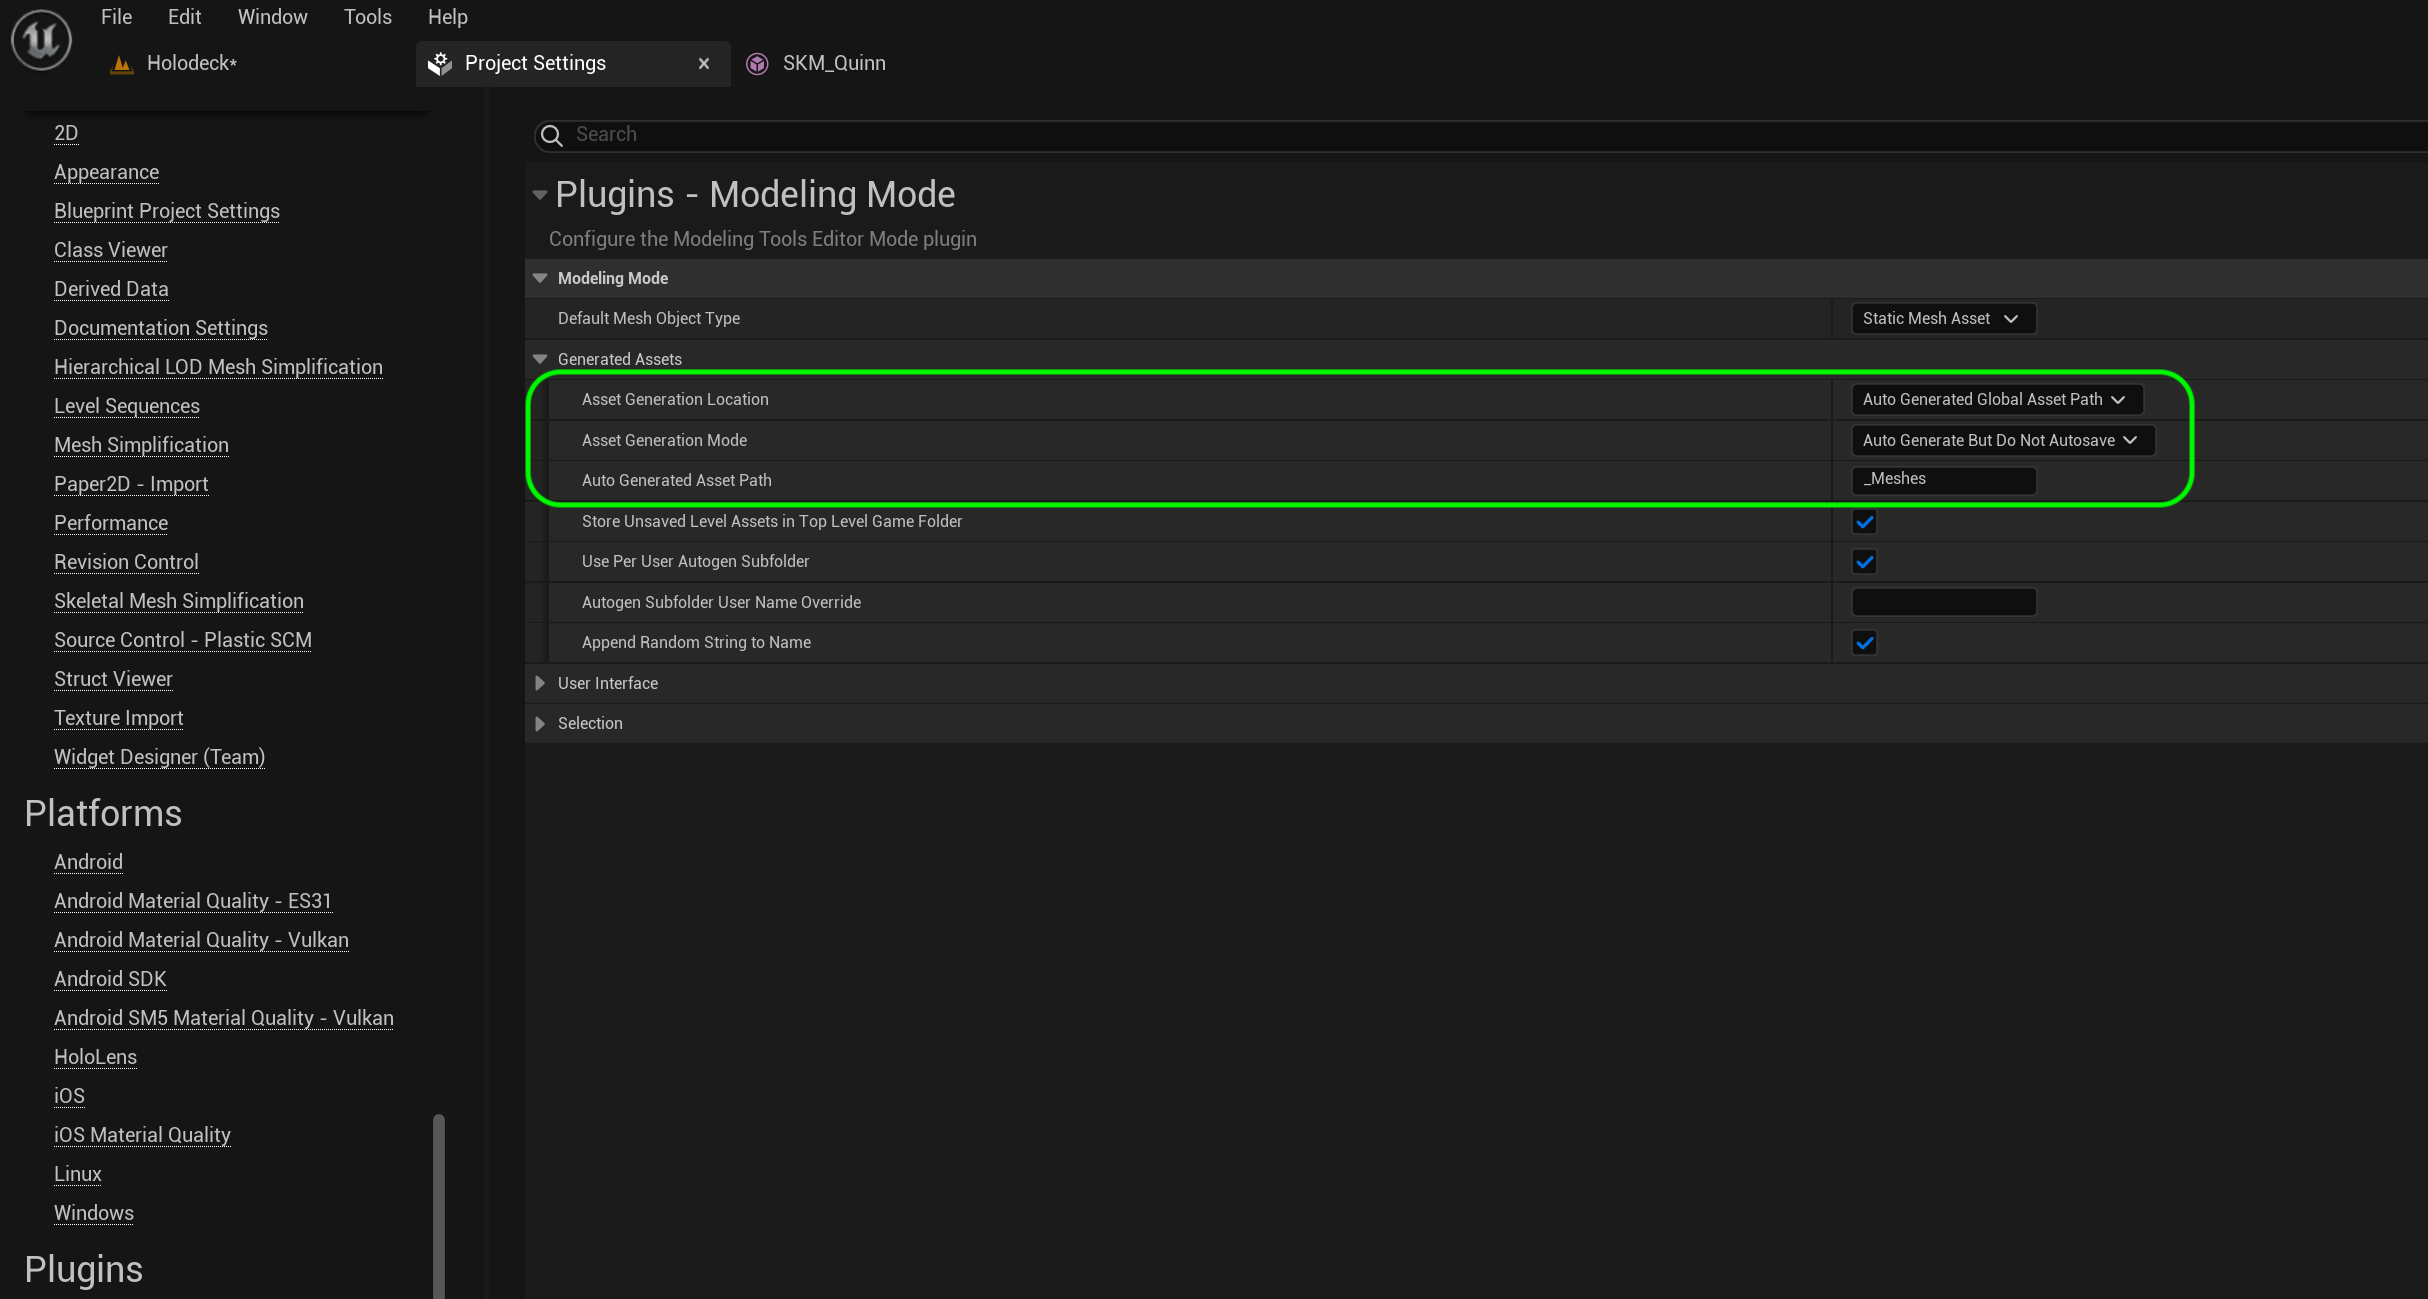 File Edit Window Tools Help
Holodeck*
Project Settings
SKM_Quinn
2D
Appearance
Blueprint Project Settings
Class Viewer
Derived Data
Documentation Settings
Hierarchical LOD Mesh Simplification
Level Sequences
Mesh Simplification
Paper2D - Import
Performance
Revision Control
Skeletal Mesh Simplification
Source Control - Plastic SCM
Struct Viewer
Texture Import
Widget Designer (Team)
Platforms
Android
Android Material Quality - ES31
Android Material Quality - Vulkan
Android SDK
Android SM5 Material Quality - Vulkan
HoloLens
iOS
iOS Material Quality
Linux
Windows
Plugins
Search
Plugins - Modeling Mode
Configure the Modeling Tools Editor Mode plugin
Modeling Mode
Default Mesh Object Type Static Mesh Asset
Generated Assets
Asset Generation Location Auto Generated Global Asset Path
Asset Generation Mode Auto Generate But Do Not Autosave
Auto Generated Asset Path _Meshes
Store Unsaved Level Assets in Top Level Game Folder
Use Per User Autogen Subfolder
Autogen Subfolder User Name Override
Append Random String to Name
User Interface
Selection